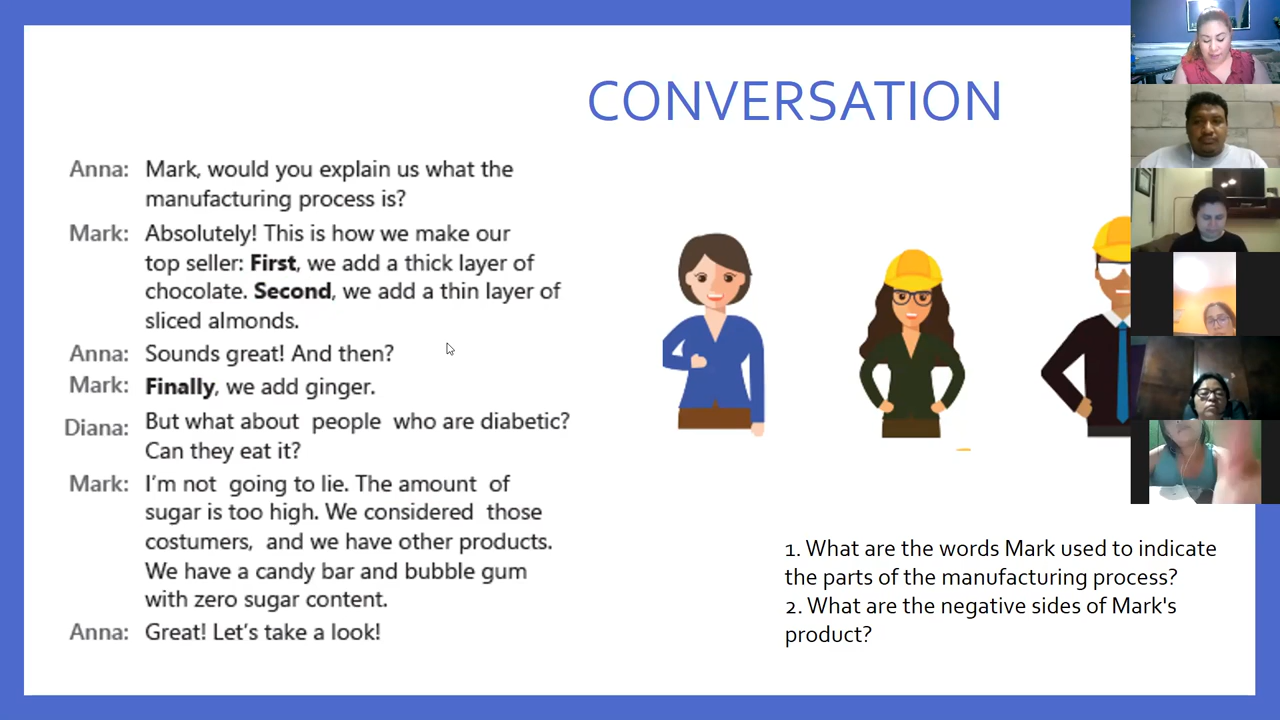 CONVERSATION
Anna: Mark, would you explain us what the
manufacturing process is?
Mark: Absolutely! This is how we make our
top seller: First, we add a thick layer of
chocolate. Second, we add a thin layer of
sliced almonds.
Anna: Sounds great! And then?
Mark: Finally, we add ginger.
Diana: But what about people who are diabetic?
Can they eat it?
Mark: I'm not going to lie. The amount of
sugar is too high. We considered those
costumers, and we have other products.
We have a candy bar and bubble gum
with zero sugar content.
Anna: Great! Let's take a look!
1. What are the words Mark used to indicate
the parts of the manufacturing process?
2. What are the negative sides of Mark's
product?